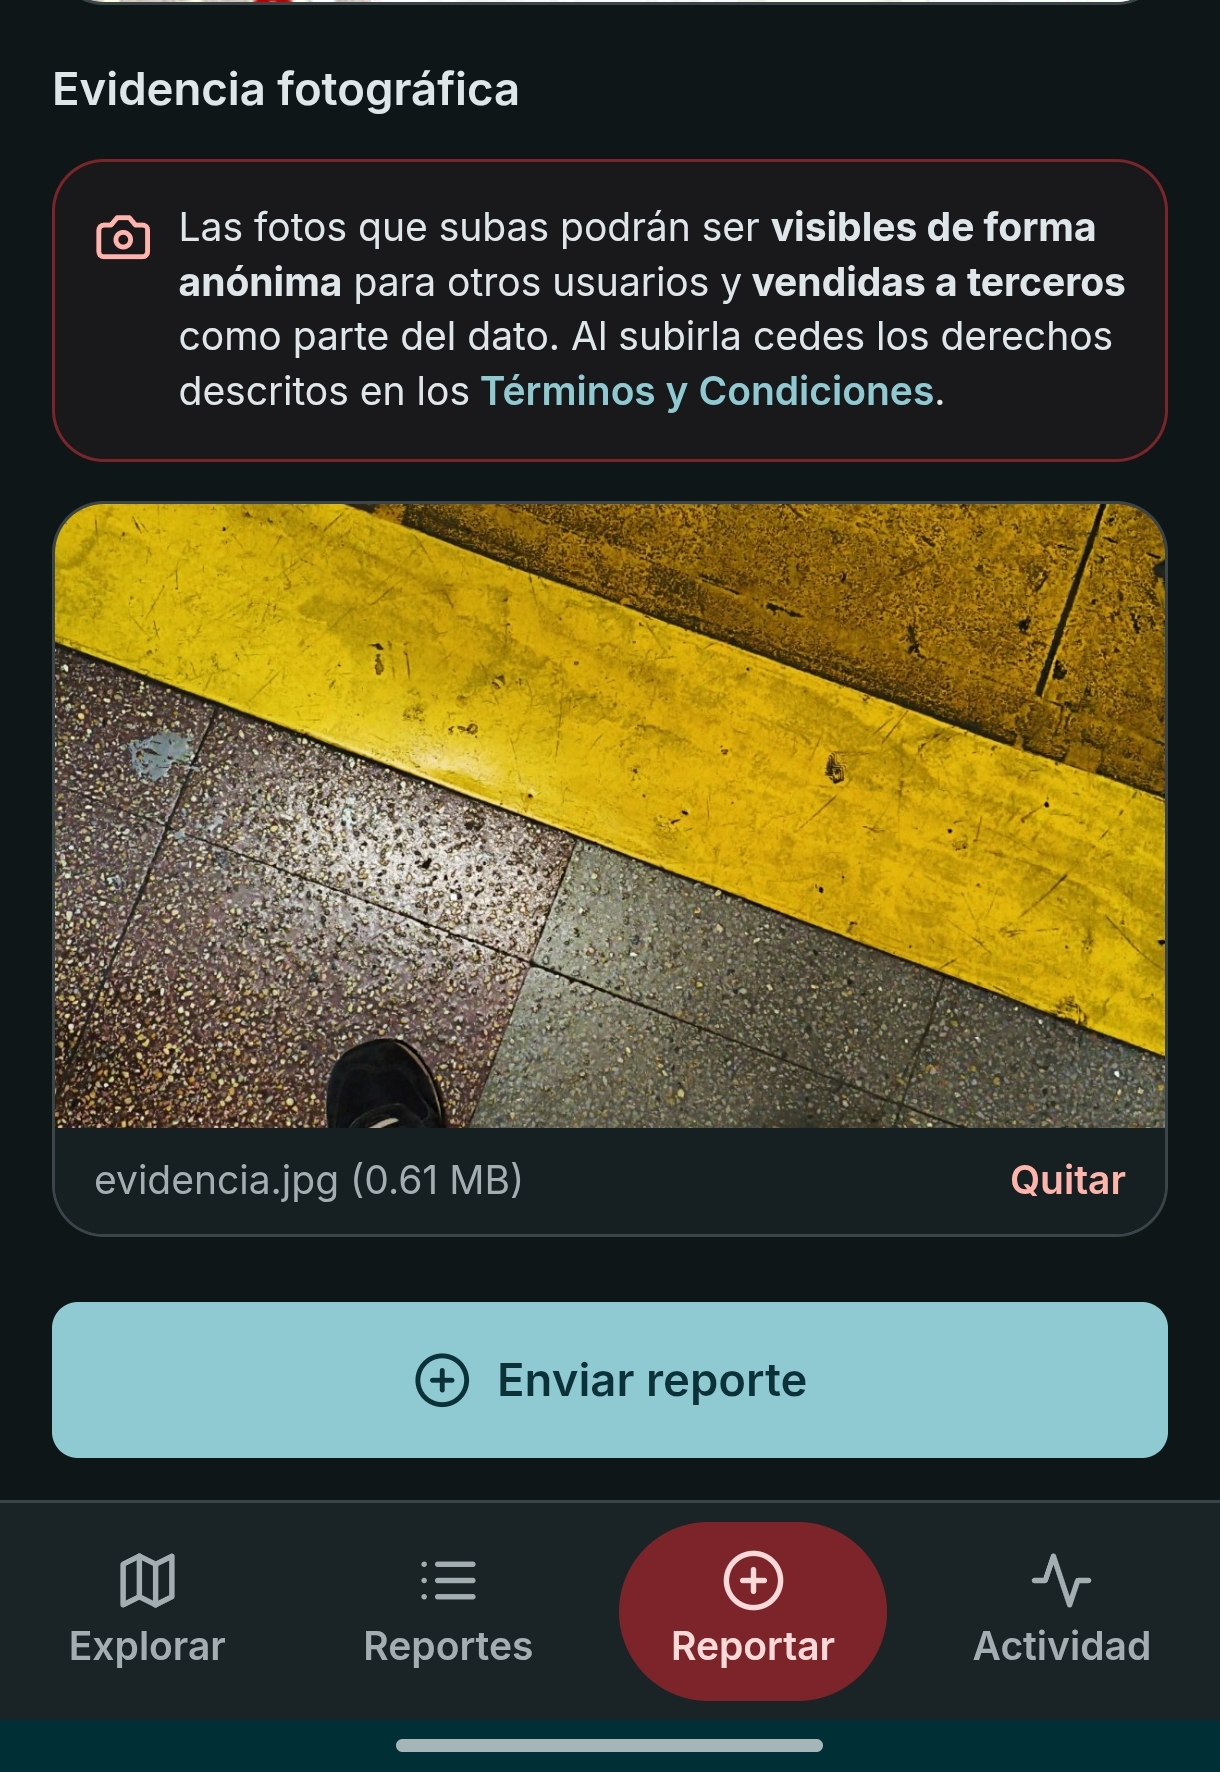 Evidencia fotográfica
Las fotos que subas podrán ser visibles de forma
anónima para otros usuarios y vendidas a terceros
como parte del dato. Al subirla cedes los derechos
descritos en los Términos y Condiciones.
evidencia.jpg (0.61 MB)
Quitar
Enviar reporte
Explorar
Reportes
Reportar
Actividad